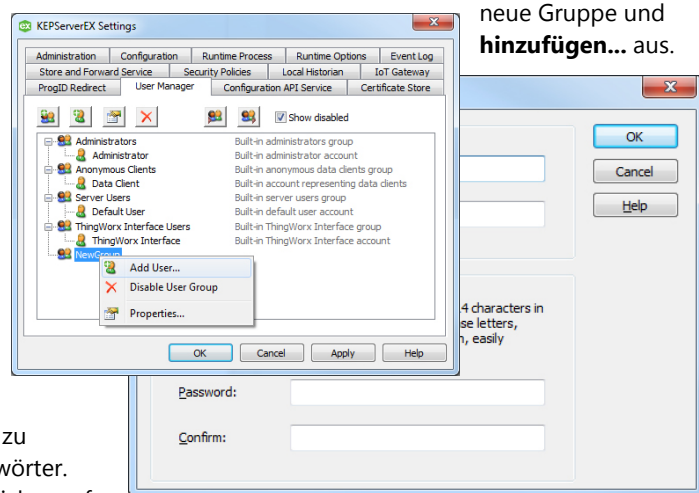 neue Gruppe und
hinzufügen... aus.
KEPServerEX Settings
Administration Configuration Runtime Process Runtime Options Event Log
Store and Forward Service Security Policies Local Historian IoT Gateway
ProgID Redirect User Manager Configuration API Service Certificate Store
Show disabled
Administrators Built-in administrators group
Administrator Built-in administrator account
Anonymous Clients Built-in anonymous data clients group
Data Client Built-in account representing data clients
Server Users Built-in server users group
Default User Built-in default user account
ThingWorx Interface Users Built-in ThingWorx Interface group
ThingWorx Interface Built-in ThingWorx Interface account
NewGroup
Add User...
Disable User Group
Properties...
OK Cancel Apply Help
OK
Cancel
Help
4 characters in
se letters,
easily
Password:
Confirm:
zu
wörter.